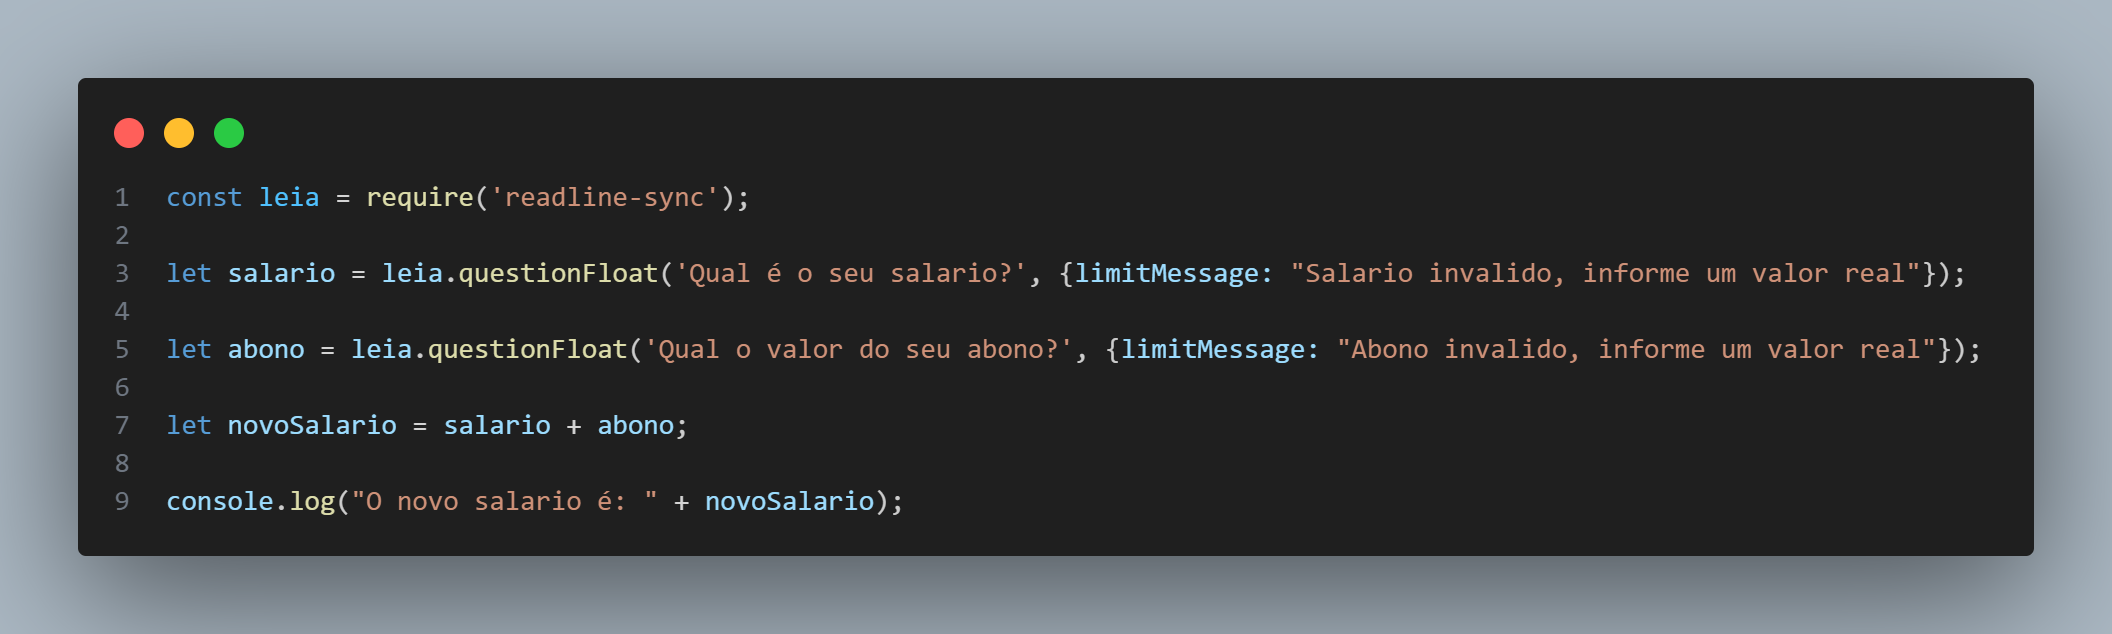 1 const leia = require('readline-sync');
2
3 let salario = leia.questionFloat('Qual é o seu salario?', {limitMessage: "Salario invalido, informe um valor real"});
4
5 let abono = leia.questionFloat('Qual o valor do seu abono?', {limitMessage: "Abono invalido, informe um valor real"});
6
7 let novoSalario = salario + abono;
8
9 console.log("O novo salario é: " + novoSalario);